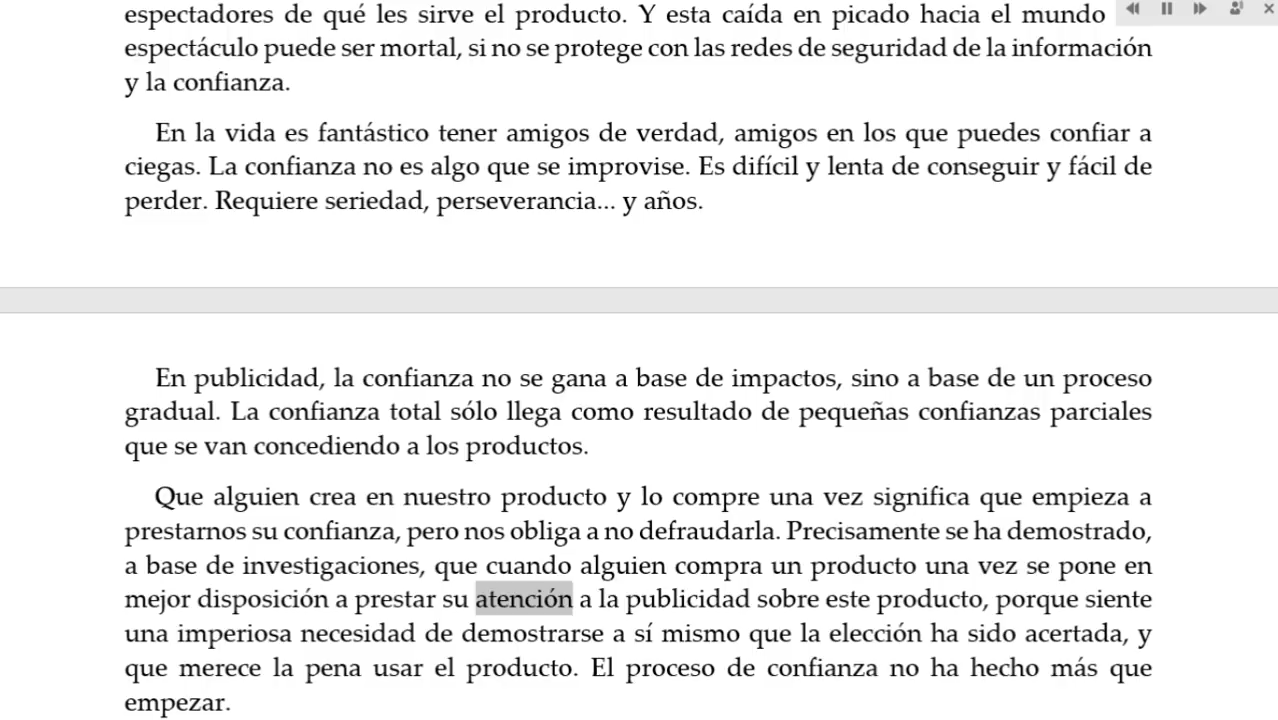 espectadores de qué les sirve el producto. Y esta caída en picado hacia el mundo
espectáculo puede ser mortal, si no se protege con las redes de seguridad de la información
y la confianza.
En la vida es fantástico tener amigos de verdad, amigos en los que puedes confiar a
ciegas. La confianza no es algo que se improvise. Es difícil y lenta de conseguir y fácil de
perder. Requiere seriedad, perseverancia... y años.
En publicidad, la confianza no se gana a base de impactos, sino a base de un proceso
gradual. La confianza total sólo llega como resultado de pequeñas confianzas parciales
que se van concediendo a los productos.
Que alguien crea en nuestro producto y lo compre una vez significa que empieza a
prestarnos su confianza, pero nos obliga a no defraudarla. Precisamente se ha demostrado,
a base de investigaciones, que cuando alguien compra un producto una vez se pone en
mejor disposición a prestar su atención a la publicidad sobre este producto, porque siente
una imperiosa necesidad de demostrarse a sí mismo que la elección ha sido acertada, y
que merece la pena usar el producto. El proceso de confianza no ha hecho más que
empezar.